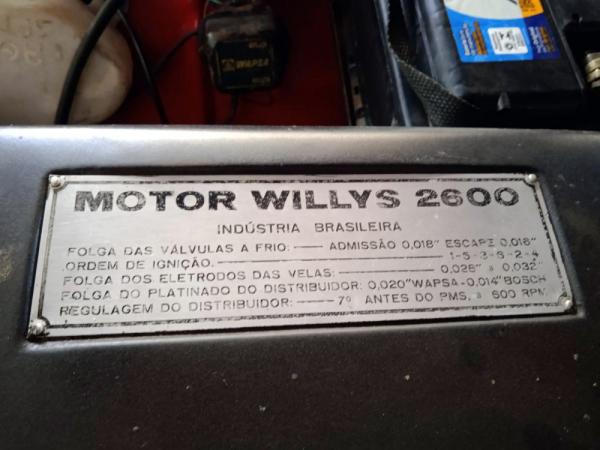 WAPSA
MOTOR WILLYS 2600
INDÚSTRIA BRASILEIRA
FOLGA DAS VÁLVULAS A FRIO: ADMISSÃO 0,018" ESCAPE 0,018"
ORDEM DE IGNIÇÃO. 1-5-3-6-2-4
FOLGA DOS ELETRODOS DAS VELAS: 0,028" a 0,032"
FOLGA DO PLATINADO DO DISTRIBUIDOR: 0,020" WAPSA-0,014" BOSCH
REGULAGEM DO DISTRIBUIDOR: 7º ANTES DO PMS. a 600 RPM.